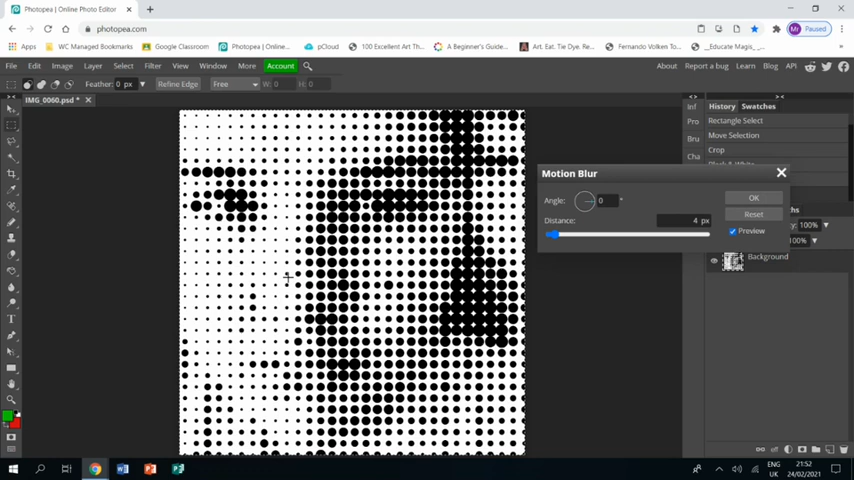 Photopea | Online Photo Editor
photopea.com
Paused
Apps
WC Managed Bookmarks
Google Classroom
Photopea | Online...
pCloud
100 Excellent Art Th...
A Beginner's Guide...
Art. Eat. Tie Dye. Re...
Fernando Volken To...
__Educate Magis_-...
File Edit Image Layer Select Filter View Window More Account
About Report a bug Learn Blog API
Feather: 0 px
Refine Edge
Free
W: 0
H: 0
IMG_0060.psd *
Inf
Pro
Bru
Cha
History Swatches
Rectangle Select
Move Selection
Crop
Motion Blur
Angle: 0 °
OK
Distance: 4 px
Reset
Preview
100%
100%
Background
ENG
UK
21:52
24/02/2021